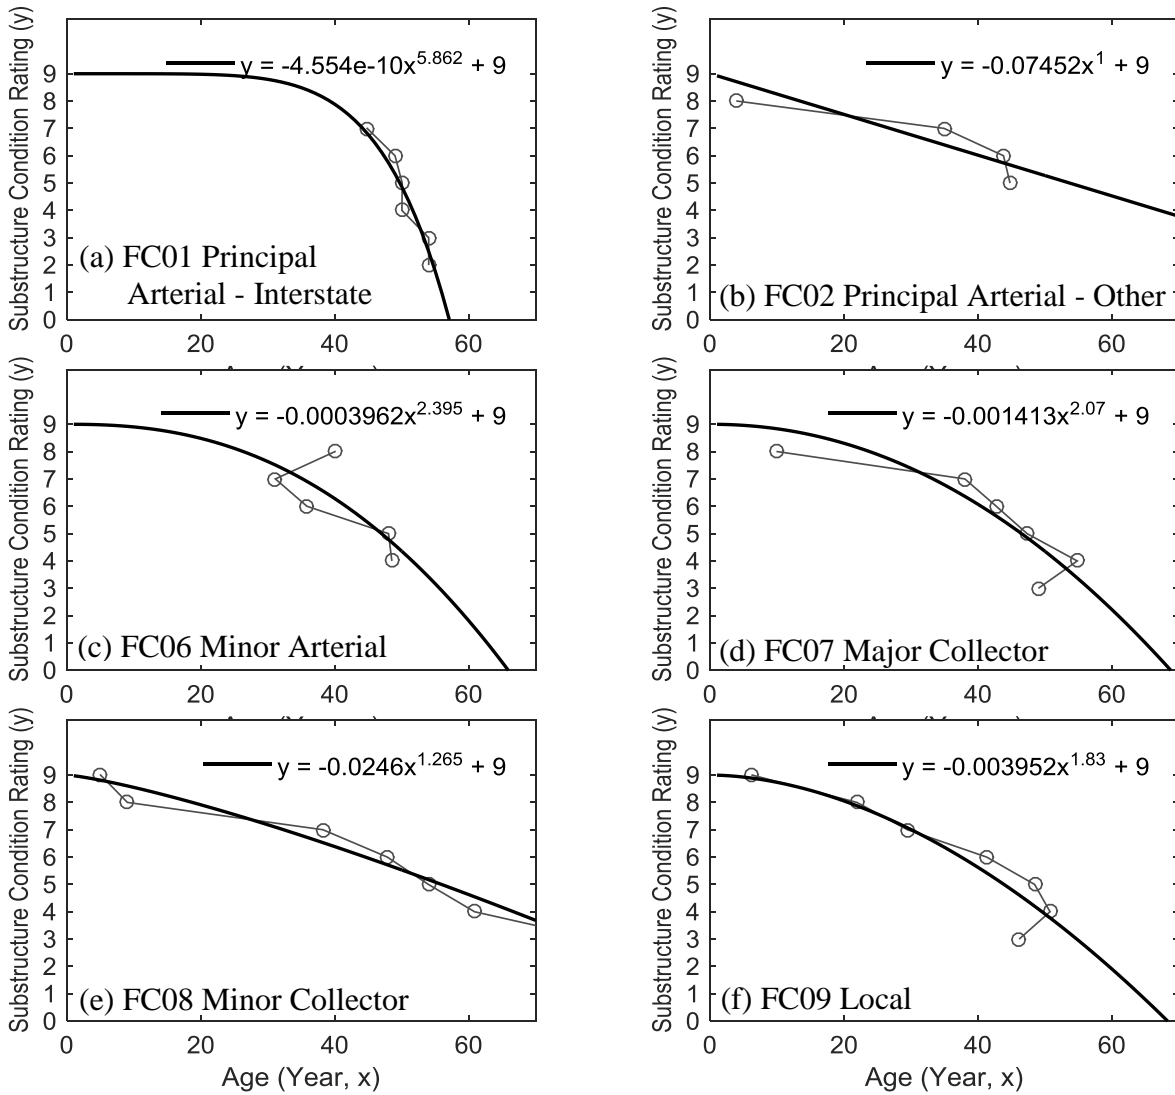 y = -4.554e-10x^5.862 + 9
Substructure Condition Rating (y)
9
8
7
6
5
4
3
2
1
0
(a) FC01 Principal
Arterial - Interstate
0 20 40 60
Age (Year, x)
y = -0.07452x^1 + 9
Substructure Condition Rating (y)
9
8
7
6
5
4
3
2
1
0
(b) FC02 Principal Arterial - Other
0 20 40 60
Age (Year, x)
y = -0.0003962x^2.395 + 9
Substructure Condition Rating (y)
9
8
7
6
5
4
3
2
1
0
(c) FC06 Minor Arterial
0 20 40 60
y = -0.001413x^2.07 + 9
Substructure Condition Rating (y)
9
8
7
6
5
4
3
2
1
0
(d) FC07 Major Collector
0 20 40 60
y = -0.0246x^1.265 + 9
Substructure Condition Rating (y)
9
8
7
6
5
4
3
2
1
0
(e) FC08 Minor Collector
0 20 40 60
Age (Year, x)
y = -0.003952x^1.83 + 9
Substructure Condition Rating (y)
9
8
7
6
5
4
3
2
1
0
(f) FC09 Local
0 20 40 60
Age (Year, x)